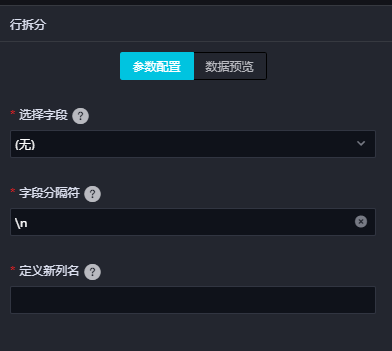 行拆分
参数配置 数据预览
* 选择字段 ?
(无)
* 字段分隔符 ?
\n
* 定义新列名 ?